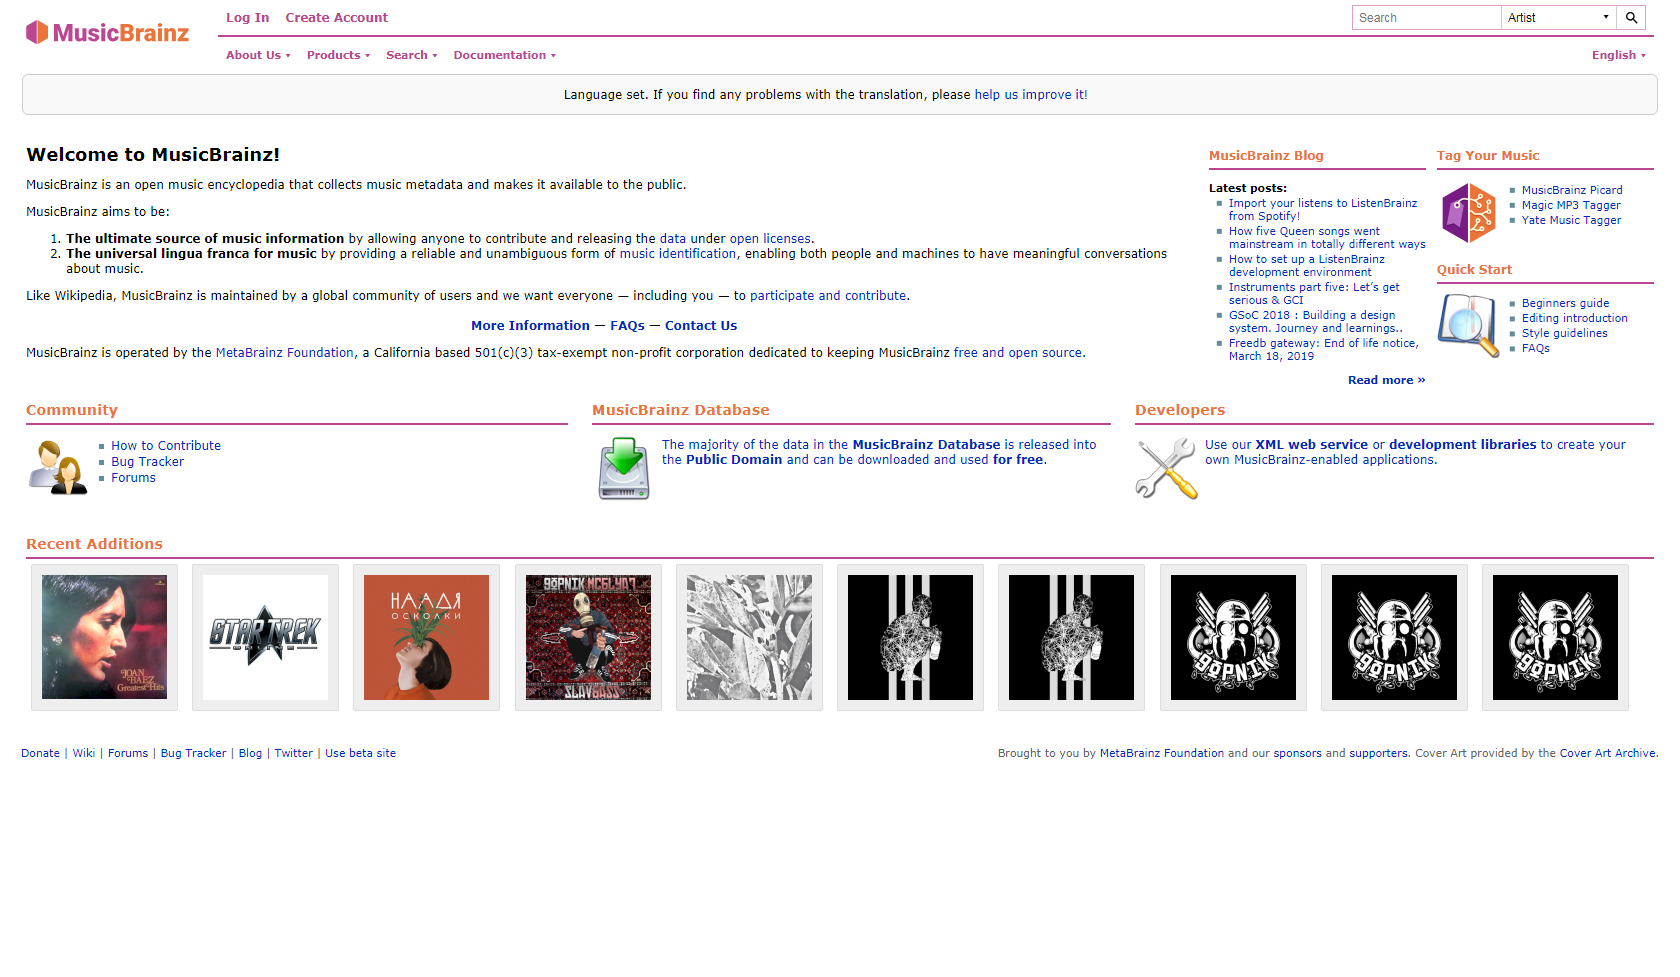 MusicBrainz
Log In Create Account
Search Artist
About Us Products Search Documentation
English
Language set. If you find any problems with the translation, please help us improve it!
Welcome to MusicBrainz!
MusicBrainz is an open music encyclopedia that collects music metadata and makes it available to the public.
MusicBrainz aims to be:
1. The ultimate source of music information by allowing anyone to contribute and releasing the data under open licenses.
2. The universal lingua franca for music by providing a reliable and unambiguous form of music identification, enabling both people and machines to have meaningful conversations
about music.
Like Wikipedia, MusicBrainz is maintained by a global community of users and we want everyone — including you — to participate and contribute.
More Information — FAQs — Contact Us
MusicBrainz is operated by the MetaBrainz Foundation, a California based 501(c)(3) tax-exempt non-profit corporation dedicated to keeping MusicBrainz free and open source.
MusicBrainz Blog
Latest posts:
Import your listens to ListenBrainz
from Spotify!
How five Queen songs went
mainstream in totally different ways
How to set up a ListenBrainz
development environment
Instruments part five: Let's get
serious & GCI
GSoC 2018 : Building a design
system. Journey and learnings..
Freedb gateway: End of life notice,
March 18, 2019
Read more »
Tag Your Music
MusicBrainz Picard
Magic MP3 Tagger
Yate Music Tagger
Quick Start
Beginners guide
Editing introduction
Style guidelines
FAQs
Community
How to Contribute
Bug Tracker
Forums
MusicBrainz Database
The majority of the data in the MusicBrainz Database is released into
the Public Domain and can be downloaded and used for free.
Developers
Use our XML web service or development libraries to create your
own MusicBrainz-enabled applications.
Recent Additions
JOAN
BAEZ
Greatest Hits
STAR TREK
НААДЯ
ОСКОЛКИ
GÖPNIK MCGLYNT
SLAVBASS
GÖPNIK
GÖPNIK
GÖPNIK
Donate | Wiki | Forums | Bug Tracker | Blog | Twitter | Use beta site
Brought to you by MetaBrainz Foundation and our sponsors and supporters. Cover Art provided by the Cover Art Archive.